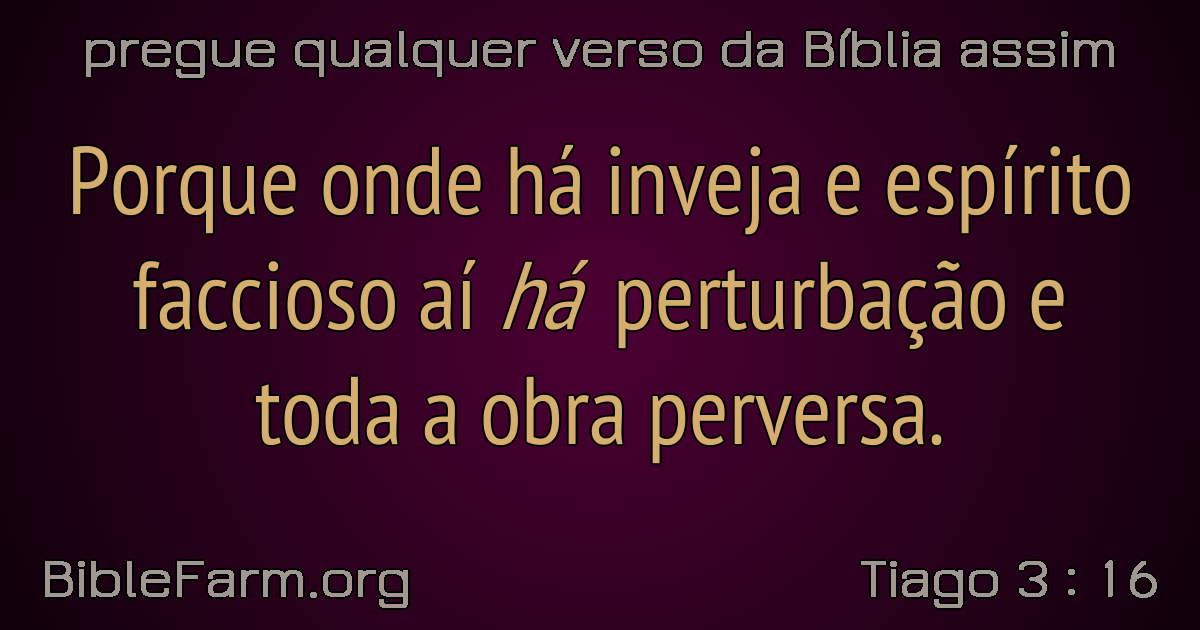 pregue qualquer verso da Bíblia assim
Porque onde há inveja e espírito
faccioso aí há perturbação e
toda a obra perversa.
BibleFarm.org
Tiago 3 : 16